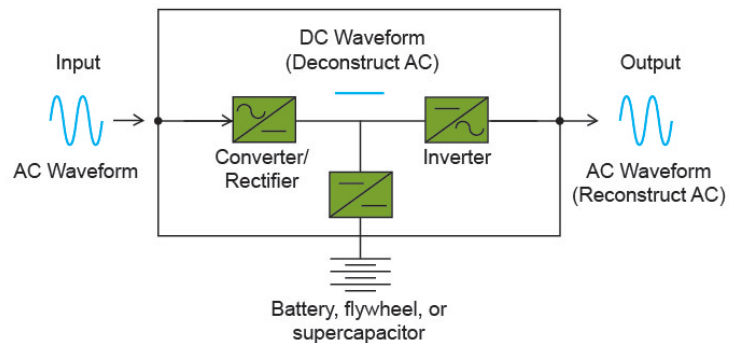 Input
AC Waveform
DC Waveform
(Deconstruct AC)
Converter/
Rectifier
Inverter
Battery, flywheel, or
supercapacitor
Output
AC Waveform
(Reconstruct AC)